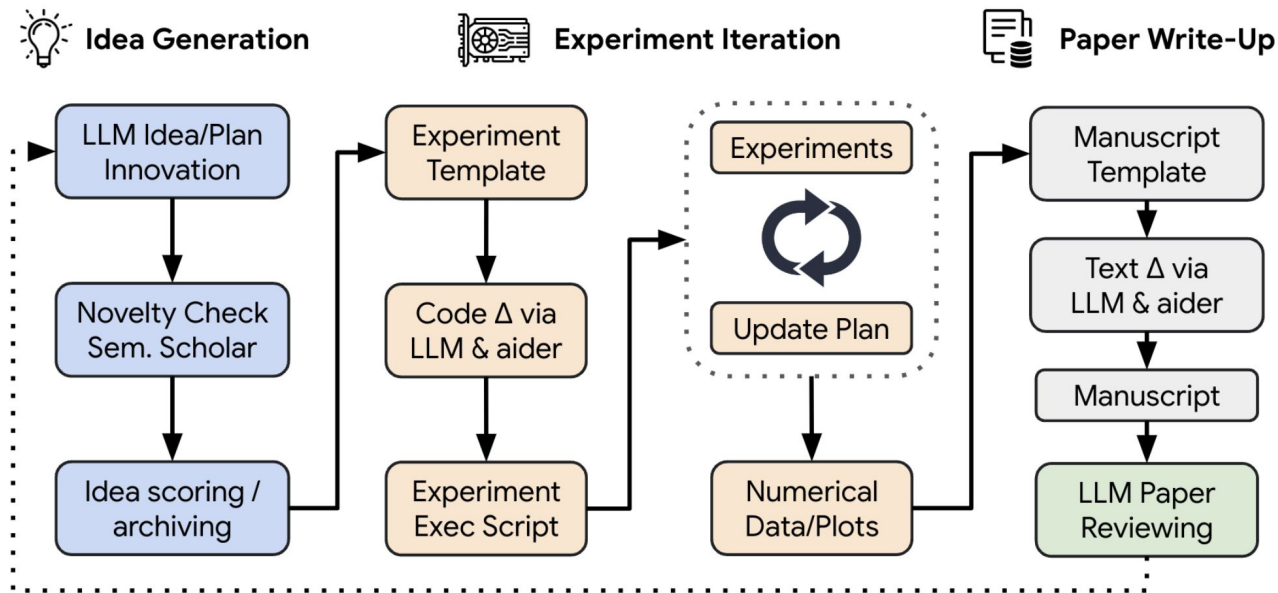 Idea Generation
Experiment Iteration
Paper Write-Up
LLM Idea/Plan
Innovation
Novelty Check
Sem. Scholar
Idea scoring /
archiving
Experiment
Template
Code Δ via
LLM & aider
Experiment
Exec Script
Experiments
Update Plan
Numerical
Data/Plots
Manuscript
Template
Text Δ via
LLM & aider
Manuscript
LLM Paper
Reviewing